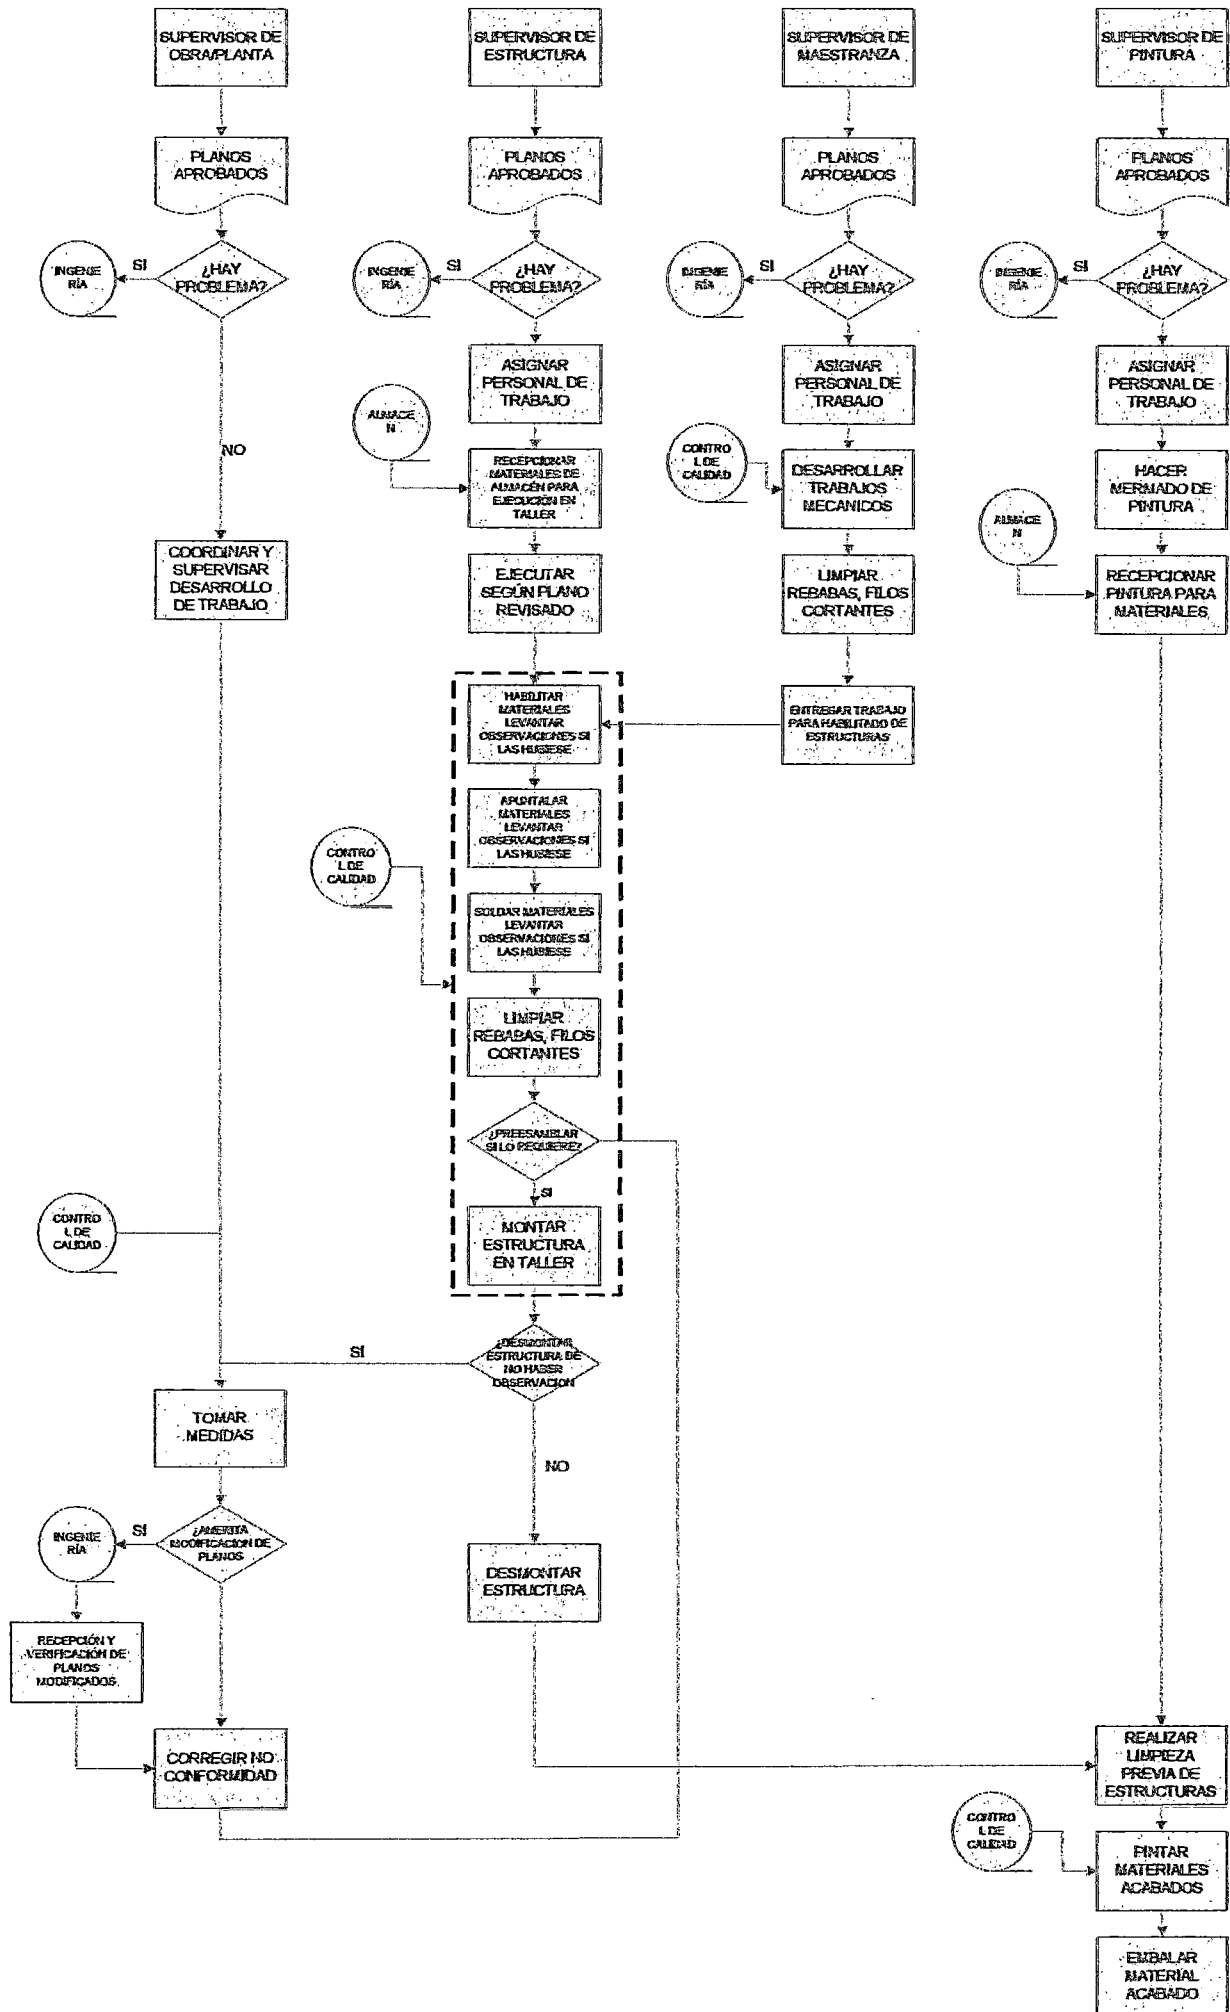 SUPERVISOR DE
OBRA/PLANTA
PLANOS
APROBADOS
¿HAY
PROBLEMA?
SI
INGENIE
RÍA
NO
COORDINAR Y
SUPERVISAR
DESARROLLO
DE TRABAJO
CONTRO
L DE
CALIDAD
TOMAR
MEDIDAS
¿AMERITA
MODIFICACION DE
PLANOS
SI
INGENIE
RÍA
RECEPCIÓN Y
VERIFICACIÓN DE
PLANOS
MODIFICADOS
CORREGIR NO
CONFORMIDAD
SUPERVISOR DE
ESTRUCTURA
PLANOS
APROBADOS
¿HAY
PROBLEMA?
SI
INGENIE
RÍA
ASIGNAR
PERSONAL DE
TRABAJO
ALMACE
N
RECEPCIONAR
MATERIALES DE
ALMACÉN PARA
EJECUCIÓN EN
TALLER
EJECUTAR
SEGÚN PLANO
REVISADO
HABILITAR
MATERIALES
LEVANTAR
OBSERVACIONES SI
LAS HUBIESE
APUNTALAR
MATERIALES
LEVANTAR
OBSERVACIONES SI
LAS HUBIESE
CONTRO
L DE
CALIDAD
SOLDAR MATERIALES
LEVANTAR
OBSERVACIONES SI
LAS HUBIESE
LIMPIAR
REBABAS, FILOS
CORTANTES
¿PREESAMBLAR
SI LO REQUIERE?
SI
MONTAR
ESTRUCTURA
EN TALLER
¿DESMONTAR
ESTRUCTURA DE
NO HABER
OBSERVACION
SI
NO
DESMONTAR
ESTRUCTURA
SUPERVISOR DE
MAESTRANZA
PLANOS
APROBADOS
¿HAY
PROBLEMA?
SI
INGENIE
RÍA
ASIGNAR
PERSONAL DE
TRABAJO
CONTRO
L DE
CALIDAD
DESARROLLAR
TRABAJOS
MECANICOS
LIMPIAR
REBABAS, FILOS
CORTANTES
ENTREGAR TRABAJO
PARA HABILITADO DE
ESTRUCTURAS
SUPERVISOR DE
PINTURA
PLANOS
APROBADOS
¿HAY
PROBLEMA?
SI
INGENIE
RÍA
ASIGNAR
PERSONAL DE
TRABAJO
HACER
MERMADO DE
PINTURA
ALMACE
N
RECEPCIONAR
PINTURA PARA
MATERIALES
REALIZAR
LIMPIEZA
PREVIA DE
ESTRUCTURAS
CONTRO
L DE
CALIDAD
PINTAR
MATERIALES
ACABADOS
EMBALAR
MATERIAL
ACABADO